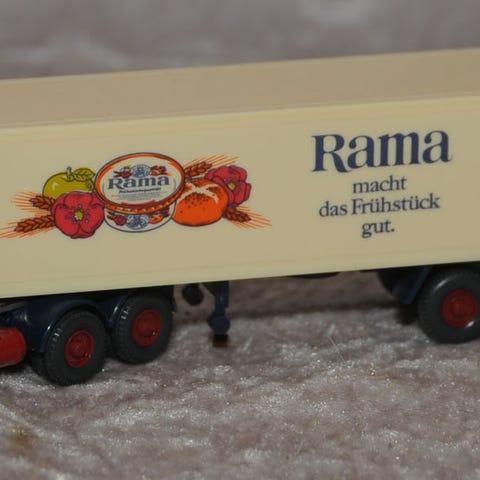 Rama
Rama
macht
das Frühstück
gut.